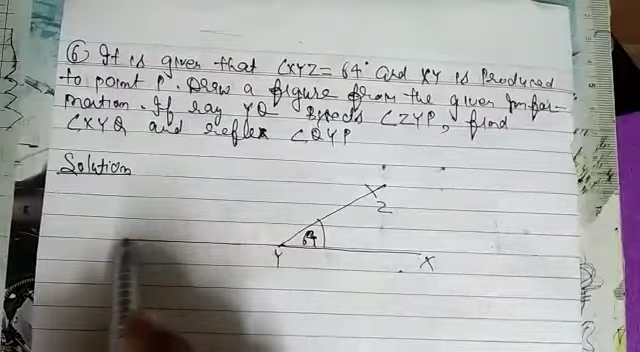 ⑥ It is given that ∠XYZ = 64° and XY is Produced
to point P. Draw a figure from the given Infor-
mation. If ray YQ Bisects ∠ZYP, find
∠XYQ and reflex ∠QYP
Solution
Z
64
Y
X